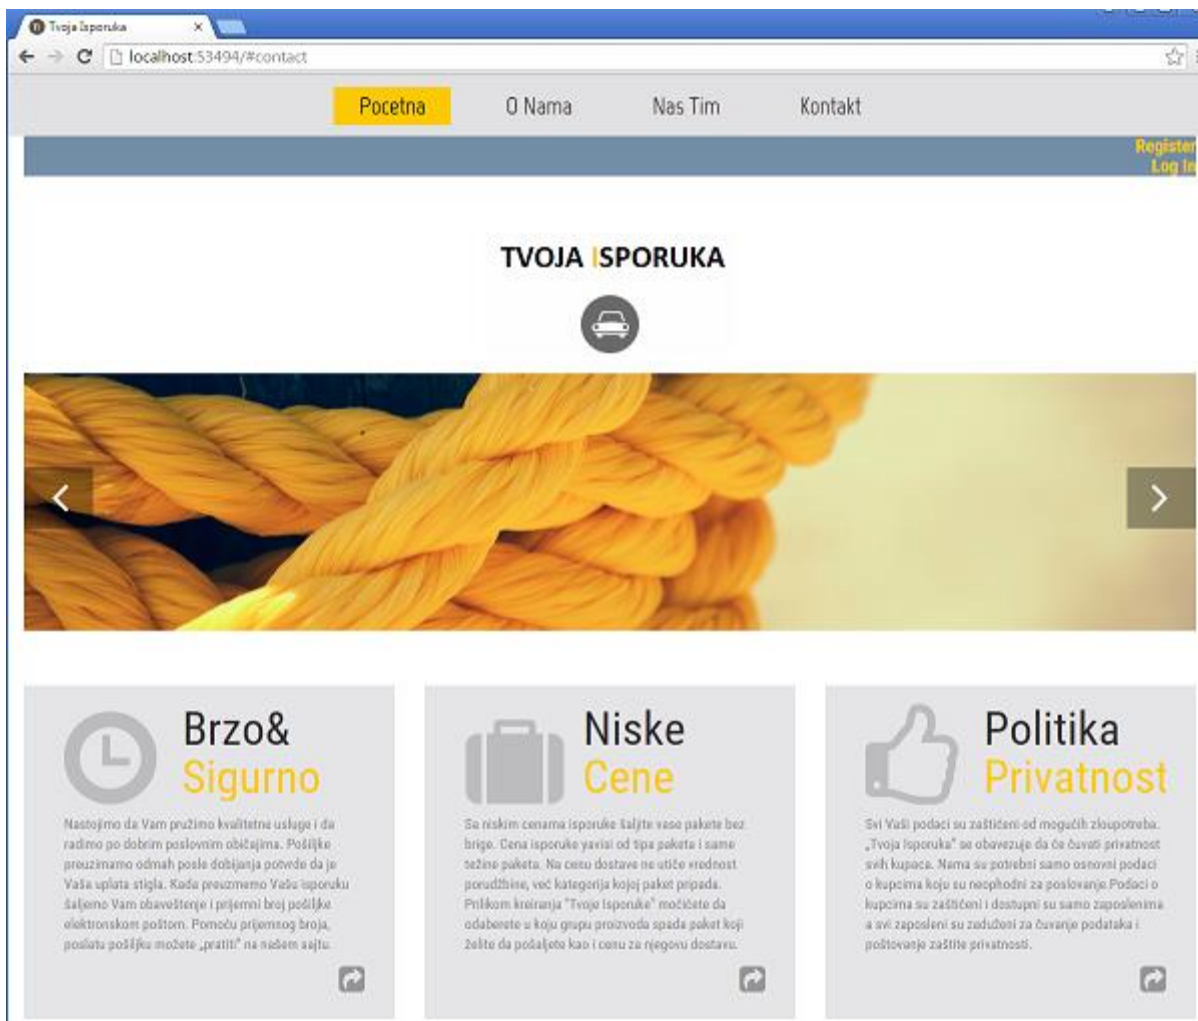 Tvoja Isporuka
localhost:53494/#contact
Pocetna O Nama Nas Tim Kontakt
Register
Log In
TVOJA ISPORUKA
Brzo&
Sigurno
Nastojimo da Vam pružimo kvalitetne usluge i da
radimo po dobrim poslovnim običajima. Pošiljke
preuzimamo odmah posle dobijanja potvrde da je
Vaša uplata stigla. Kada preuzmemo Vašu isporuku
šaljemo Vam obaveštenje i prijemni broj pošiljke
elektronskom poštom. Pomoću prijemnog broja,
poslatu pošiljku možete „pratiti" na našem sajtu.
Niske
Cene
Sa niskim cenama isporuke šaljite vase pakete bez
brige. Cena isporuke yavisi od tipa paketa i same
težine paketa. Na cenu dostave ne utiče vrednost
porudžbine, već kategorija kojoj paket pripada.
Prilikom kreiranja "Tvoje Isporuke" moćićete da
odaberete u koju grupu proizvoda spada paket koji
želite da pošaljete kao i cenu za njegovu dostavu.
Politika
Privatnost
Svi Vaši podaci su zaštićeni od mogućih zloupotreba.
„Tvoja Isporuka" se obavezuje da će čuvati privatnost
svih kupaca. Nama su potrebni samo osnovni podaci
o kupcima koju su neophodni za poslovanje.Podaci o
kupcima su zaštićeni i dostupni su samo zaposlenima
a svi zaposleni su zaduženi za čuvanje podataka i
poštovanje zaštite privatnosti.